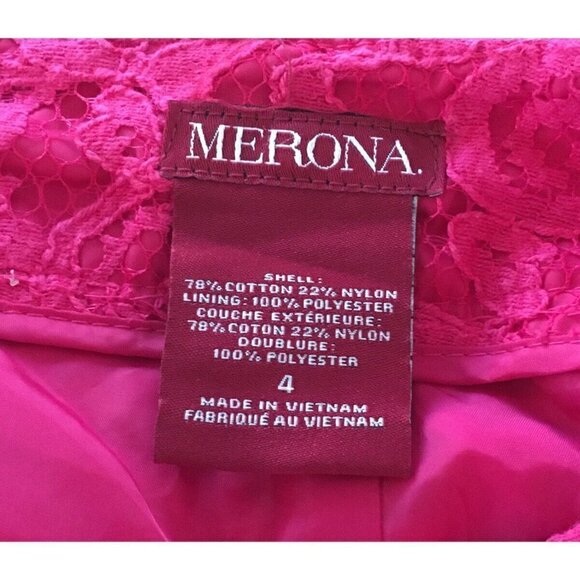 MERONA.
SHELL:
78% COTTON 22% NYLON
LINING: 100% POLYESTER
COUCHE EXTÉRIEURE:
78% COTON 22% NYLON
DOUBLURE:
100% POLYESTER
4
MADE IN VIETNAM
FABRIQUÉ AU VIETNAM